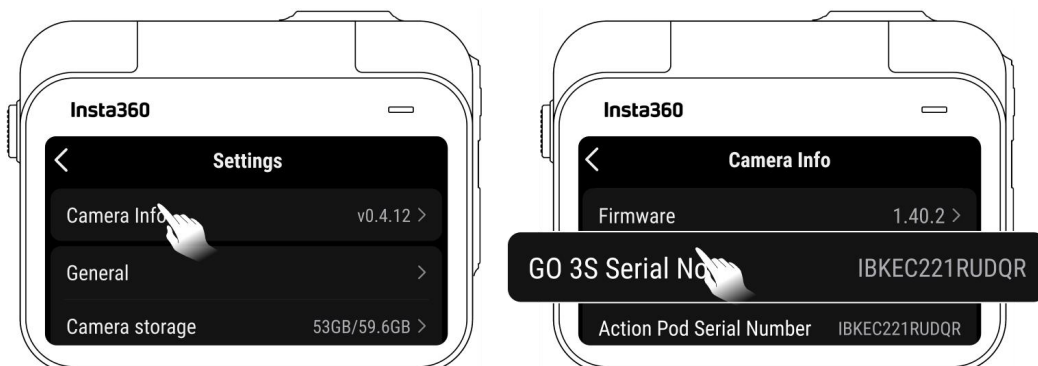 Insta360
Settings
Camera Info v0.4.12
General
Camera storage 53GB/59.6GB
Insta360
Camera Info
Firmware 1.40.2
GO 3S Serial IBKEC221RUDQR
Action Pod Serial Number IBKEC221RUDQR